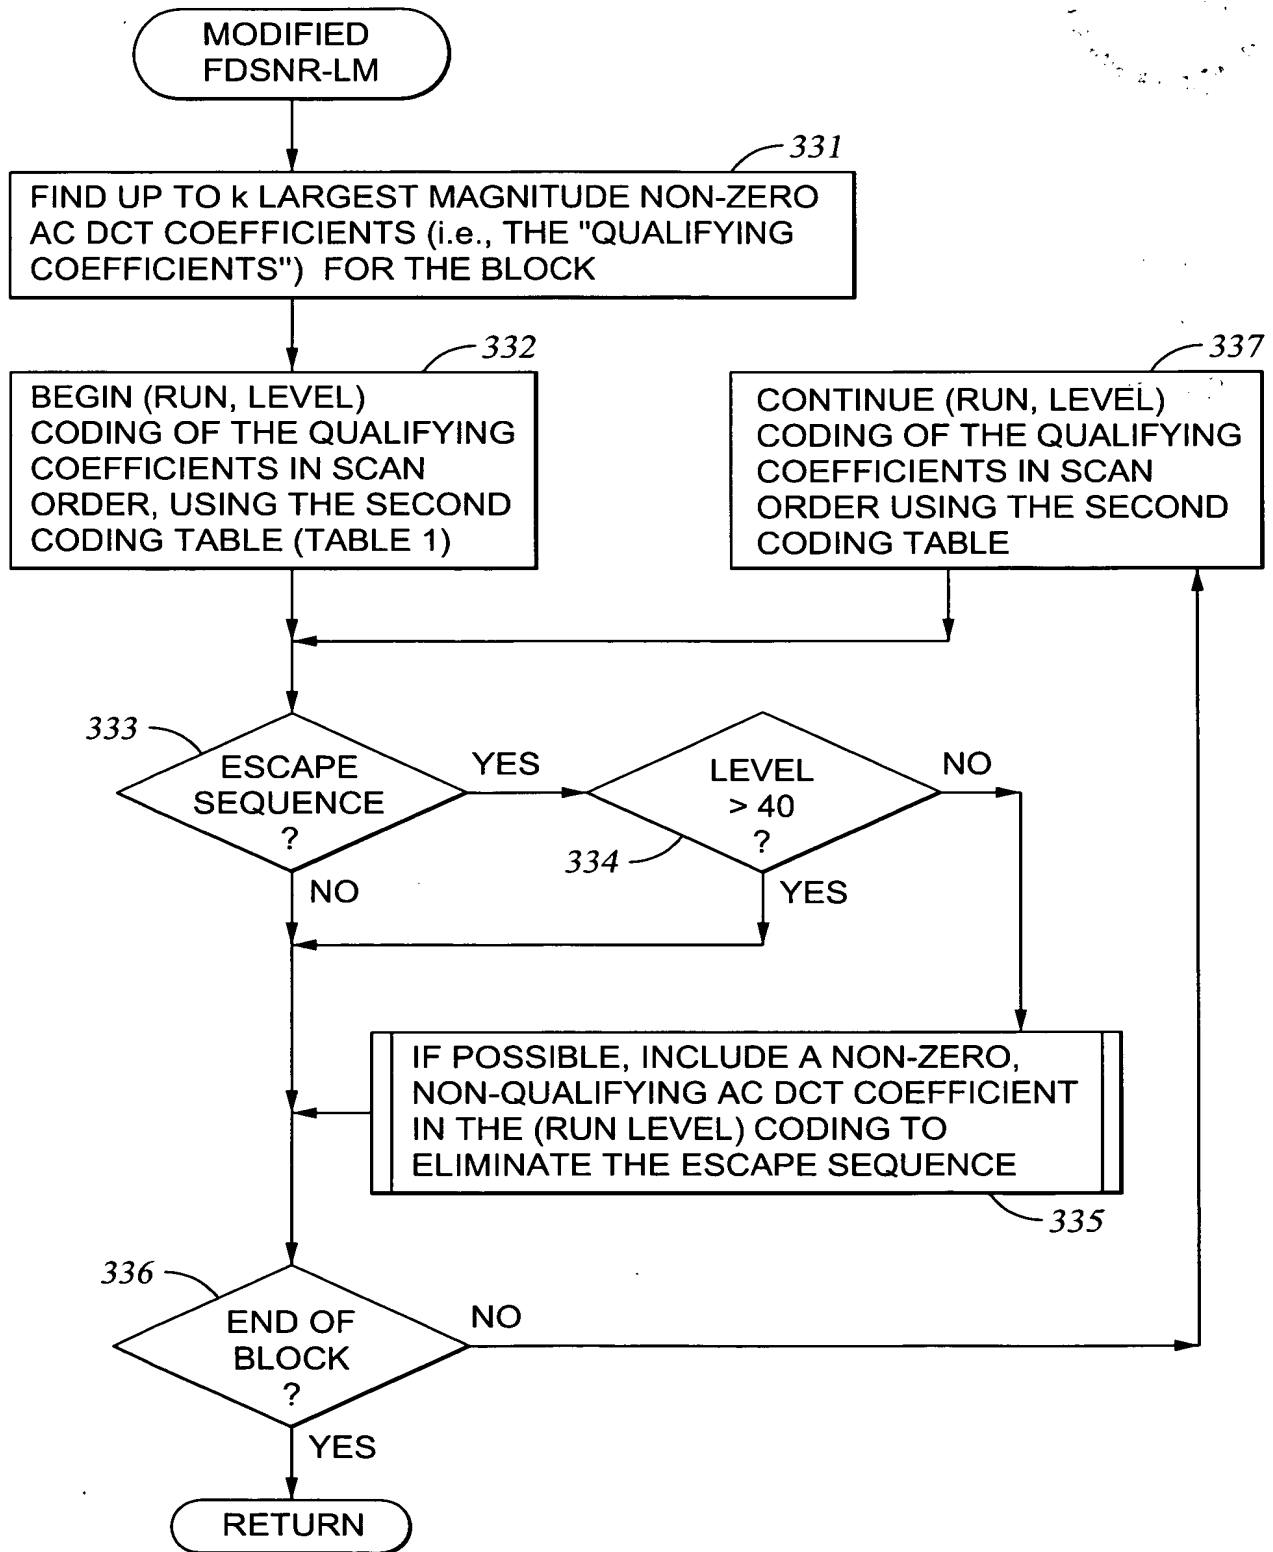 MODIFIED
FDSNR-LM
331
FIND UP TO k LARGEST MAGNITUDE NON-ZERO
AC DCT COEFFICIENTS (i.e., THE "QUALIFYING
COEFFICIENTS") FOR THE BLOCK
332
BEGIN (RUN, LEVEL)
CODING OF THE QUALIFYING
COEFFICIENTS IN SCAN
ORDER, USING THE SECOND
CODING TABLE (TABLE 1)
337
CONTINUE (RUN, LEVEL)
CODING OF THE QUALIFYING
COEFFICIENTS IN SCAN
ORDER USING THE SECOND
CODING TABLE
333
ESCAPE
SEQUENCE
?
YES
NO
334
LEVEL
> 40
?
NO
YES
IF POSSIBLE, INCLUDE A NON-ZERO,
NON-QUALIFYING AC DCT COEFFICIENT
IN THE (RUN LEVEL) CODING TO
ELIMINATE THE ESCAPE SEQUENCE
335
336
END OF
BLOCK
?
NO
YES
RETURN